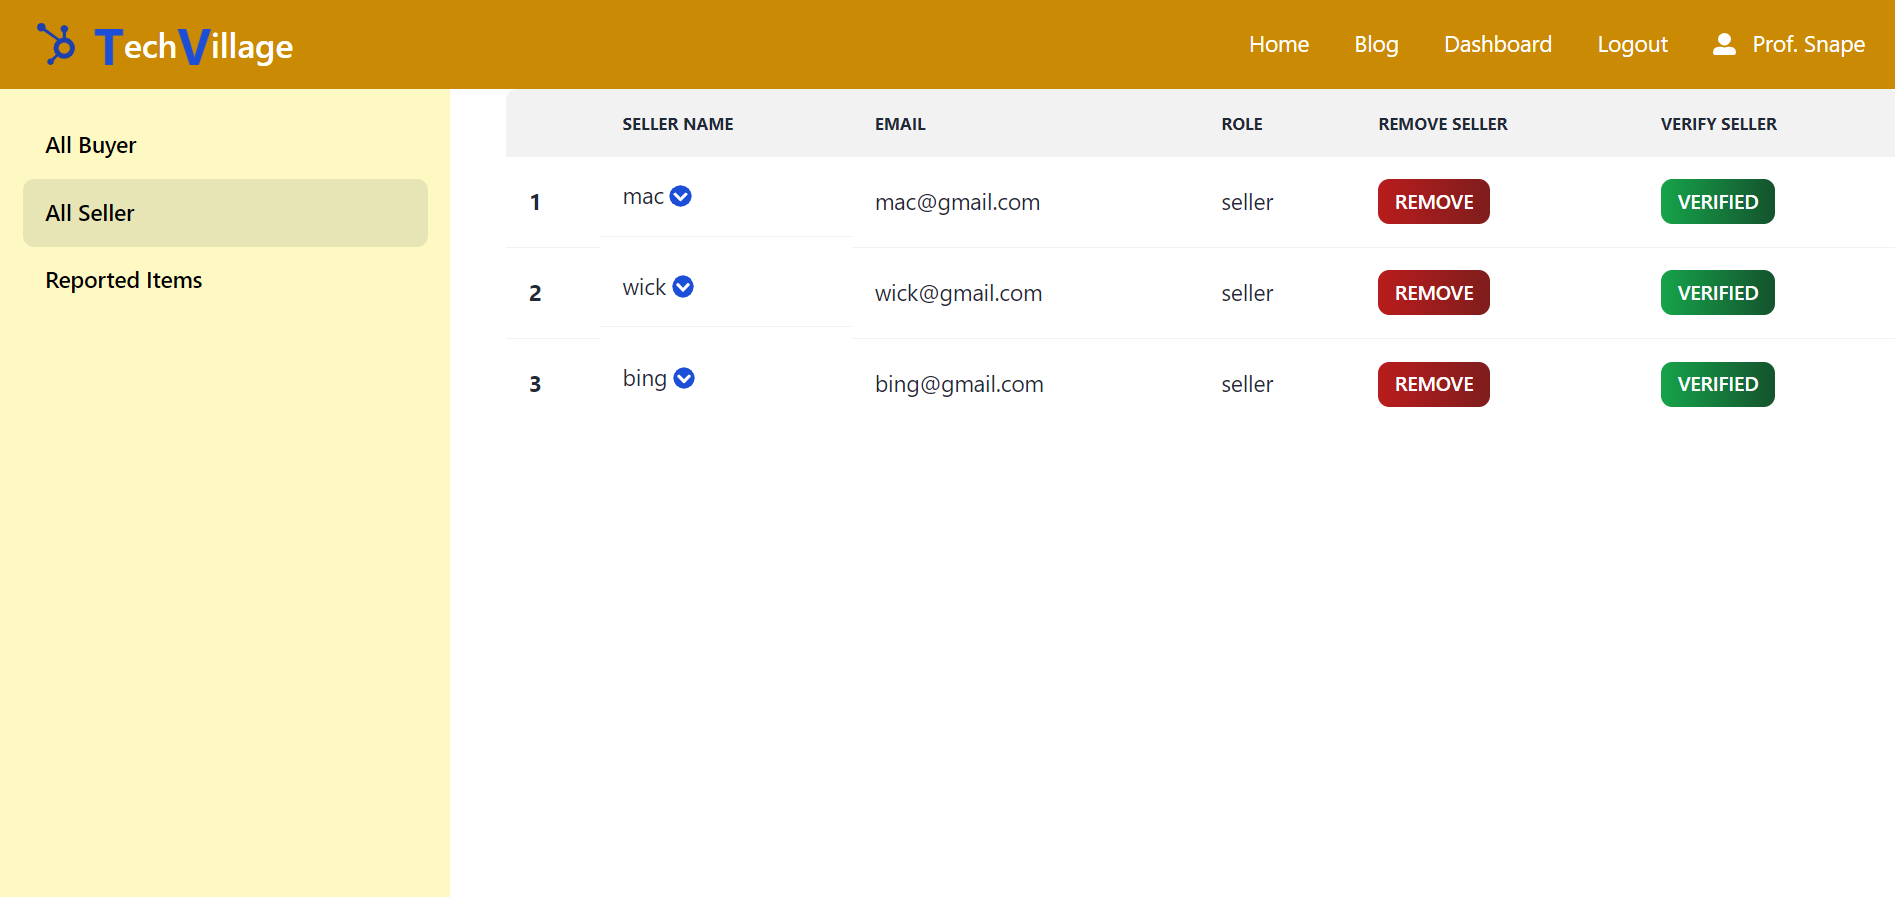 TechVillage
Home Blog Dashboard Logout Prof. Snape
All Buyer
All Seller
Reported Items
SELLER NAME EMAIL ROLE REMOVE SELLER VERIFY SELLER
1 mac mac@gmail.com seller REMOVE VERIFIED
2 wick wick@gmail.com seller REMOVE VERIFIED
3 bing bing@gmail.com seller REMOVE VERIFIED